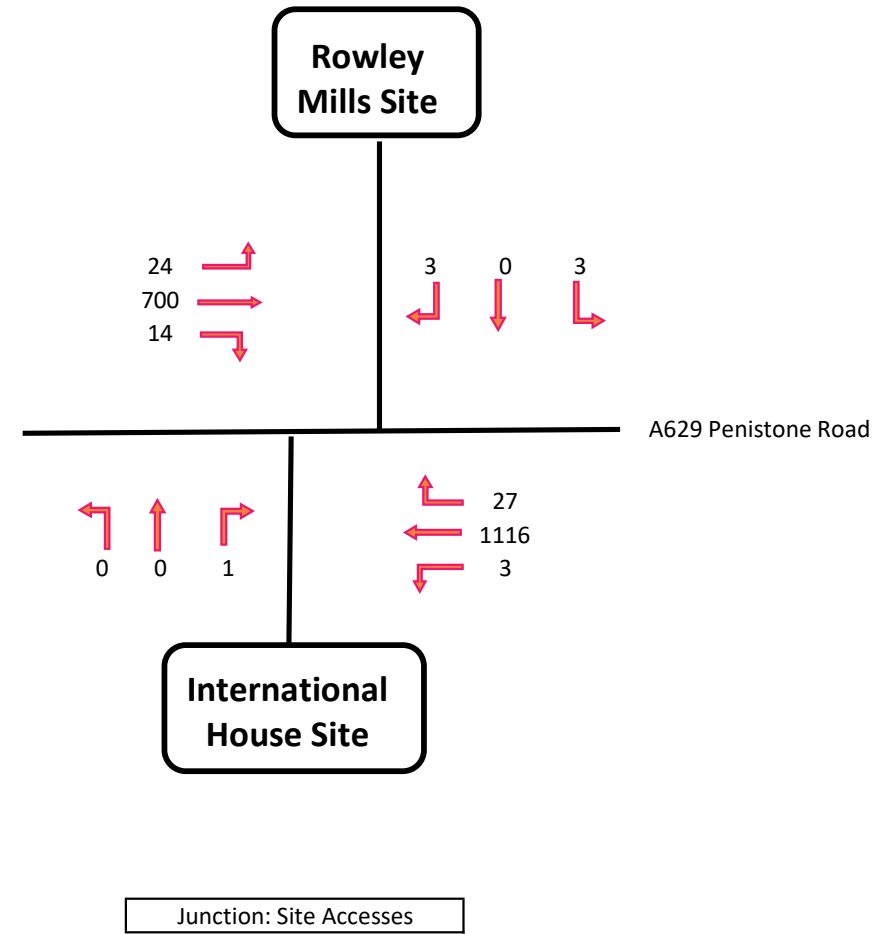 Rowley
Mills Site
24
700
14
3 0 3
A629 Penistone Road
0 0 1
27
1116
3
International
House Site
Junction: Site Accesses